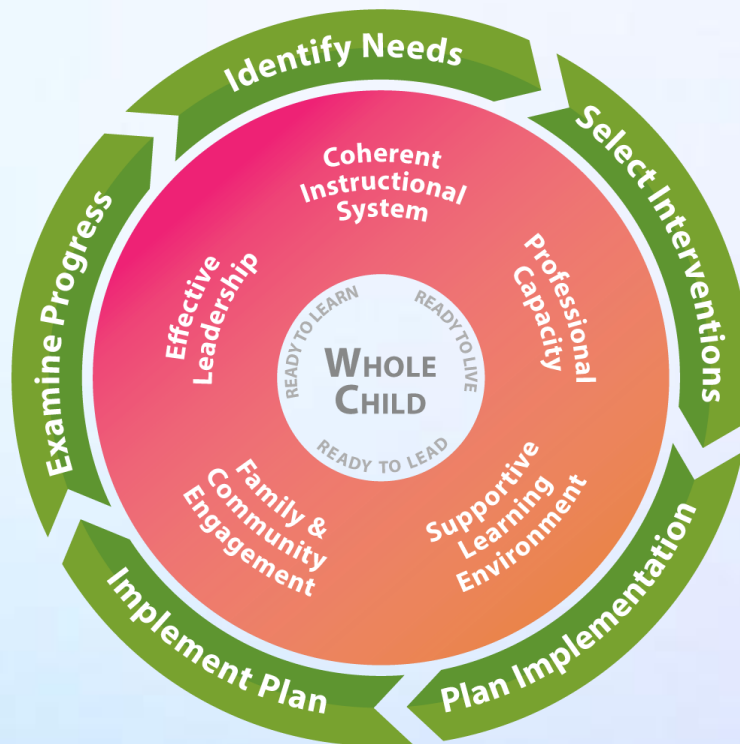 Identify Needs
Select Interventions
Plan Implementation
Implement Plan
Examine Progress
Coherent
Instructional
System
Professional
Capacity
Supportive
Learning
Environment
Family &
Community
Engagement
Effective
Leadership
READY TO LEARN
READY TO LIVE
READY TO LEAD
WHOLE
CHILD